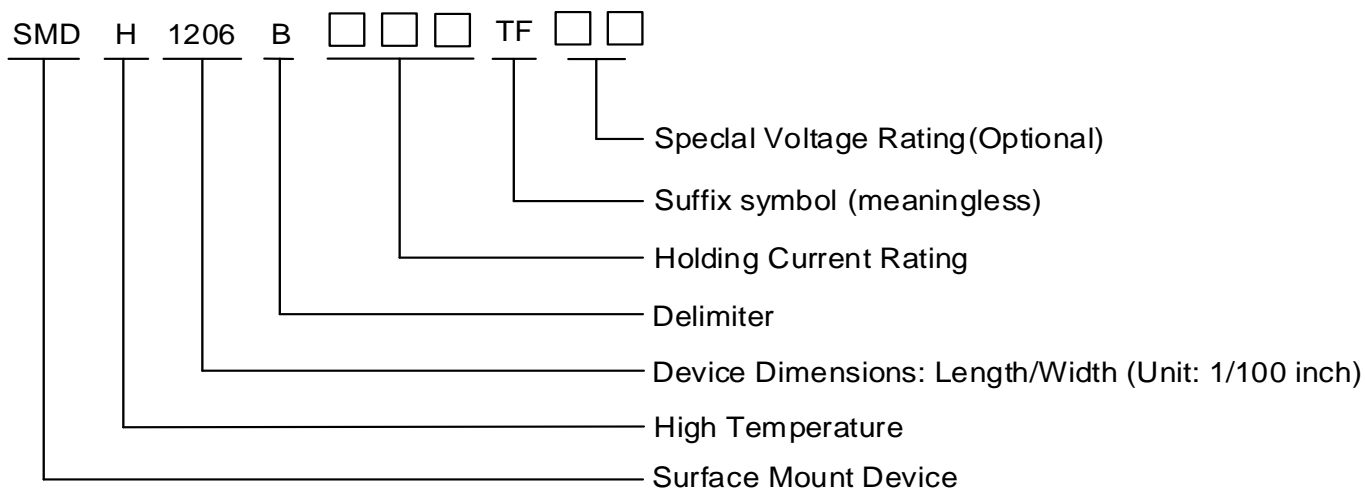 SMD H 1206 B □ □ □ TF □ □
Speclal Voltage Rating(Optional)
Suffix symbol (meaningless)
Holding Current Rating
Delimiter
Device Dimensions: Length/Width (Unit: 1/100 inch)
High Temperature
Surface Mount Device